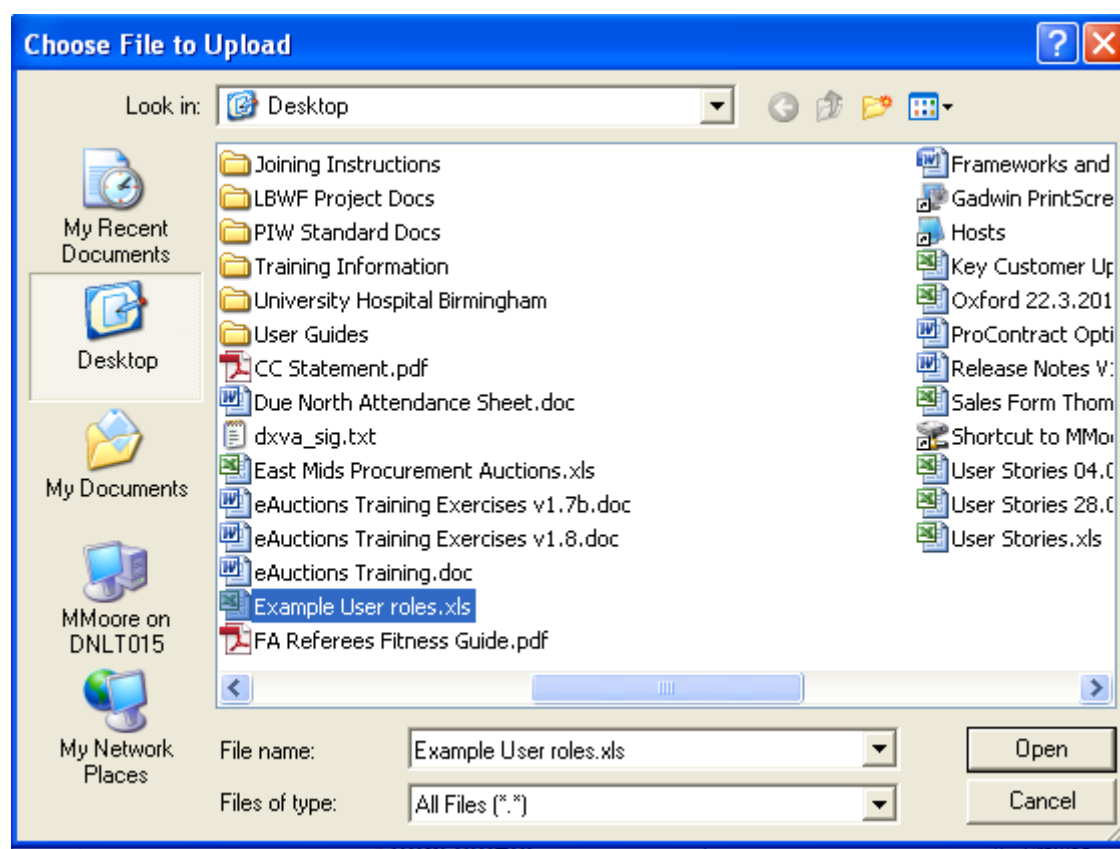 Choose File to Upload
Look in:
Desktop
My Recent
Documents
Desktop
My Documents
MMoore on
DNLT015
My Network
Places
Joining Instructions
LBWF Project Docs
PIW Standard Docs
Training Information
University Hospital Birmingham
User Guides
CC Statement.pdf
Due North Attendance Sheet.doc
dxva_sig.txt
East Mids Procurement Auctions.xls
eAuctions Training Exercises v1.7b.doc
eAuctions Training Exercises v1.8.doc
eAuctions Training.doc
Example User roles.xls
FA Referees Fitness Guide.pdf
Frameworks and
Gadwin PrintScre
Hosts
Key Customer Up
Oxford 22.3.201
ProContract Opti
Release Notes V
Sales Form Thom
Shortcut to MMo
User Stories 04.
User Stories 28.
User Stories.xls
File name:
Example User roles.xls
Open
Files of type:
All Files (*.*)
Cancel